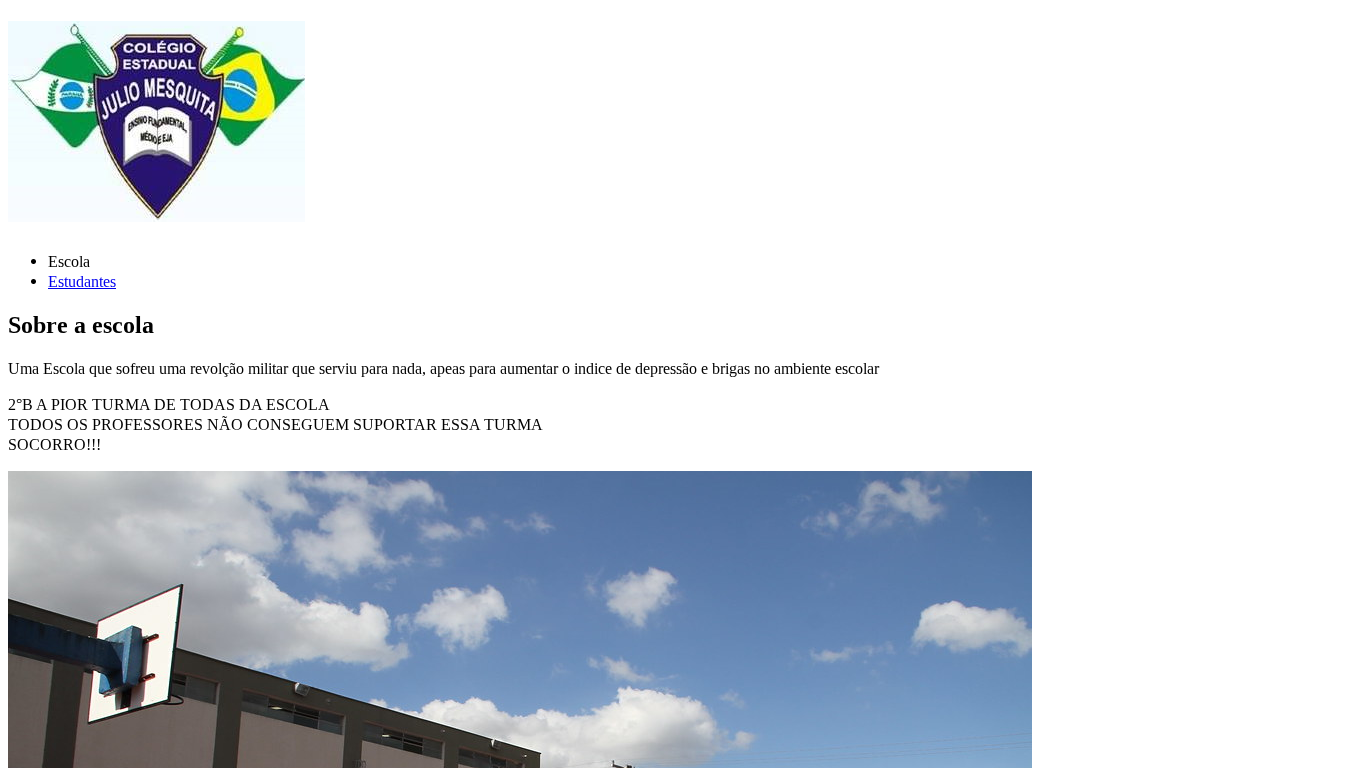 COLÉGIO
ESTADUAL
JULIO MESQUITA
ENSINO FUNDAMENTAL,
MÉDIO E EJA
Escola
Estudantes
Sobre a escola
Uma Escola que sofreu uma revolção militar que serviu para nada, apeas para aumentar o indice de depressão e brigas no ambiente escolar
2°B A PIOR TURMA DE TODAS DA ESCOLA
TODOS OS PROFESSORES NÃO CONSEGUEM SUPORTAR ESSA TURMA
SOCORRO!!!